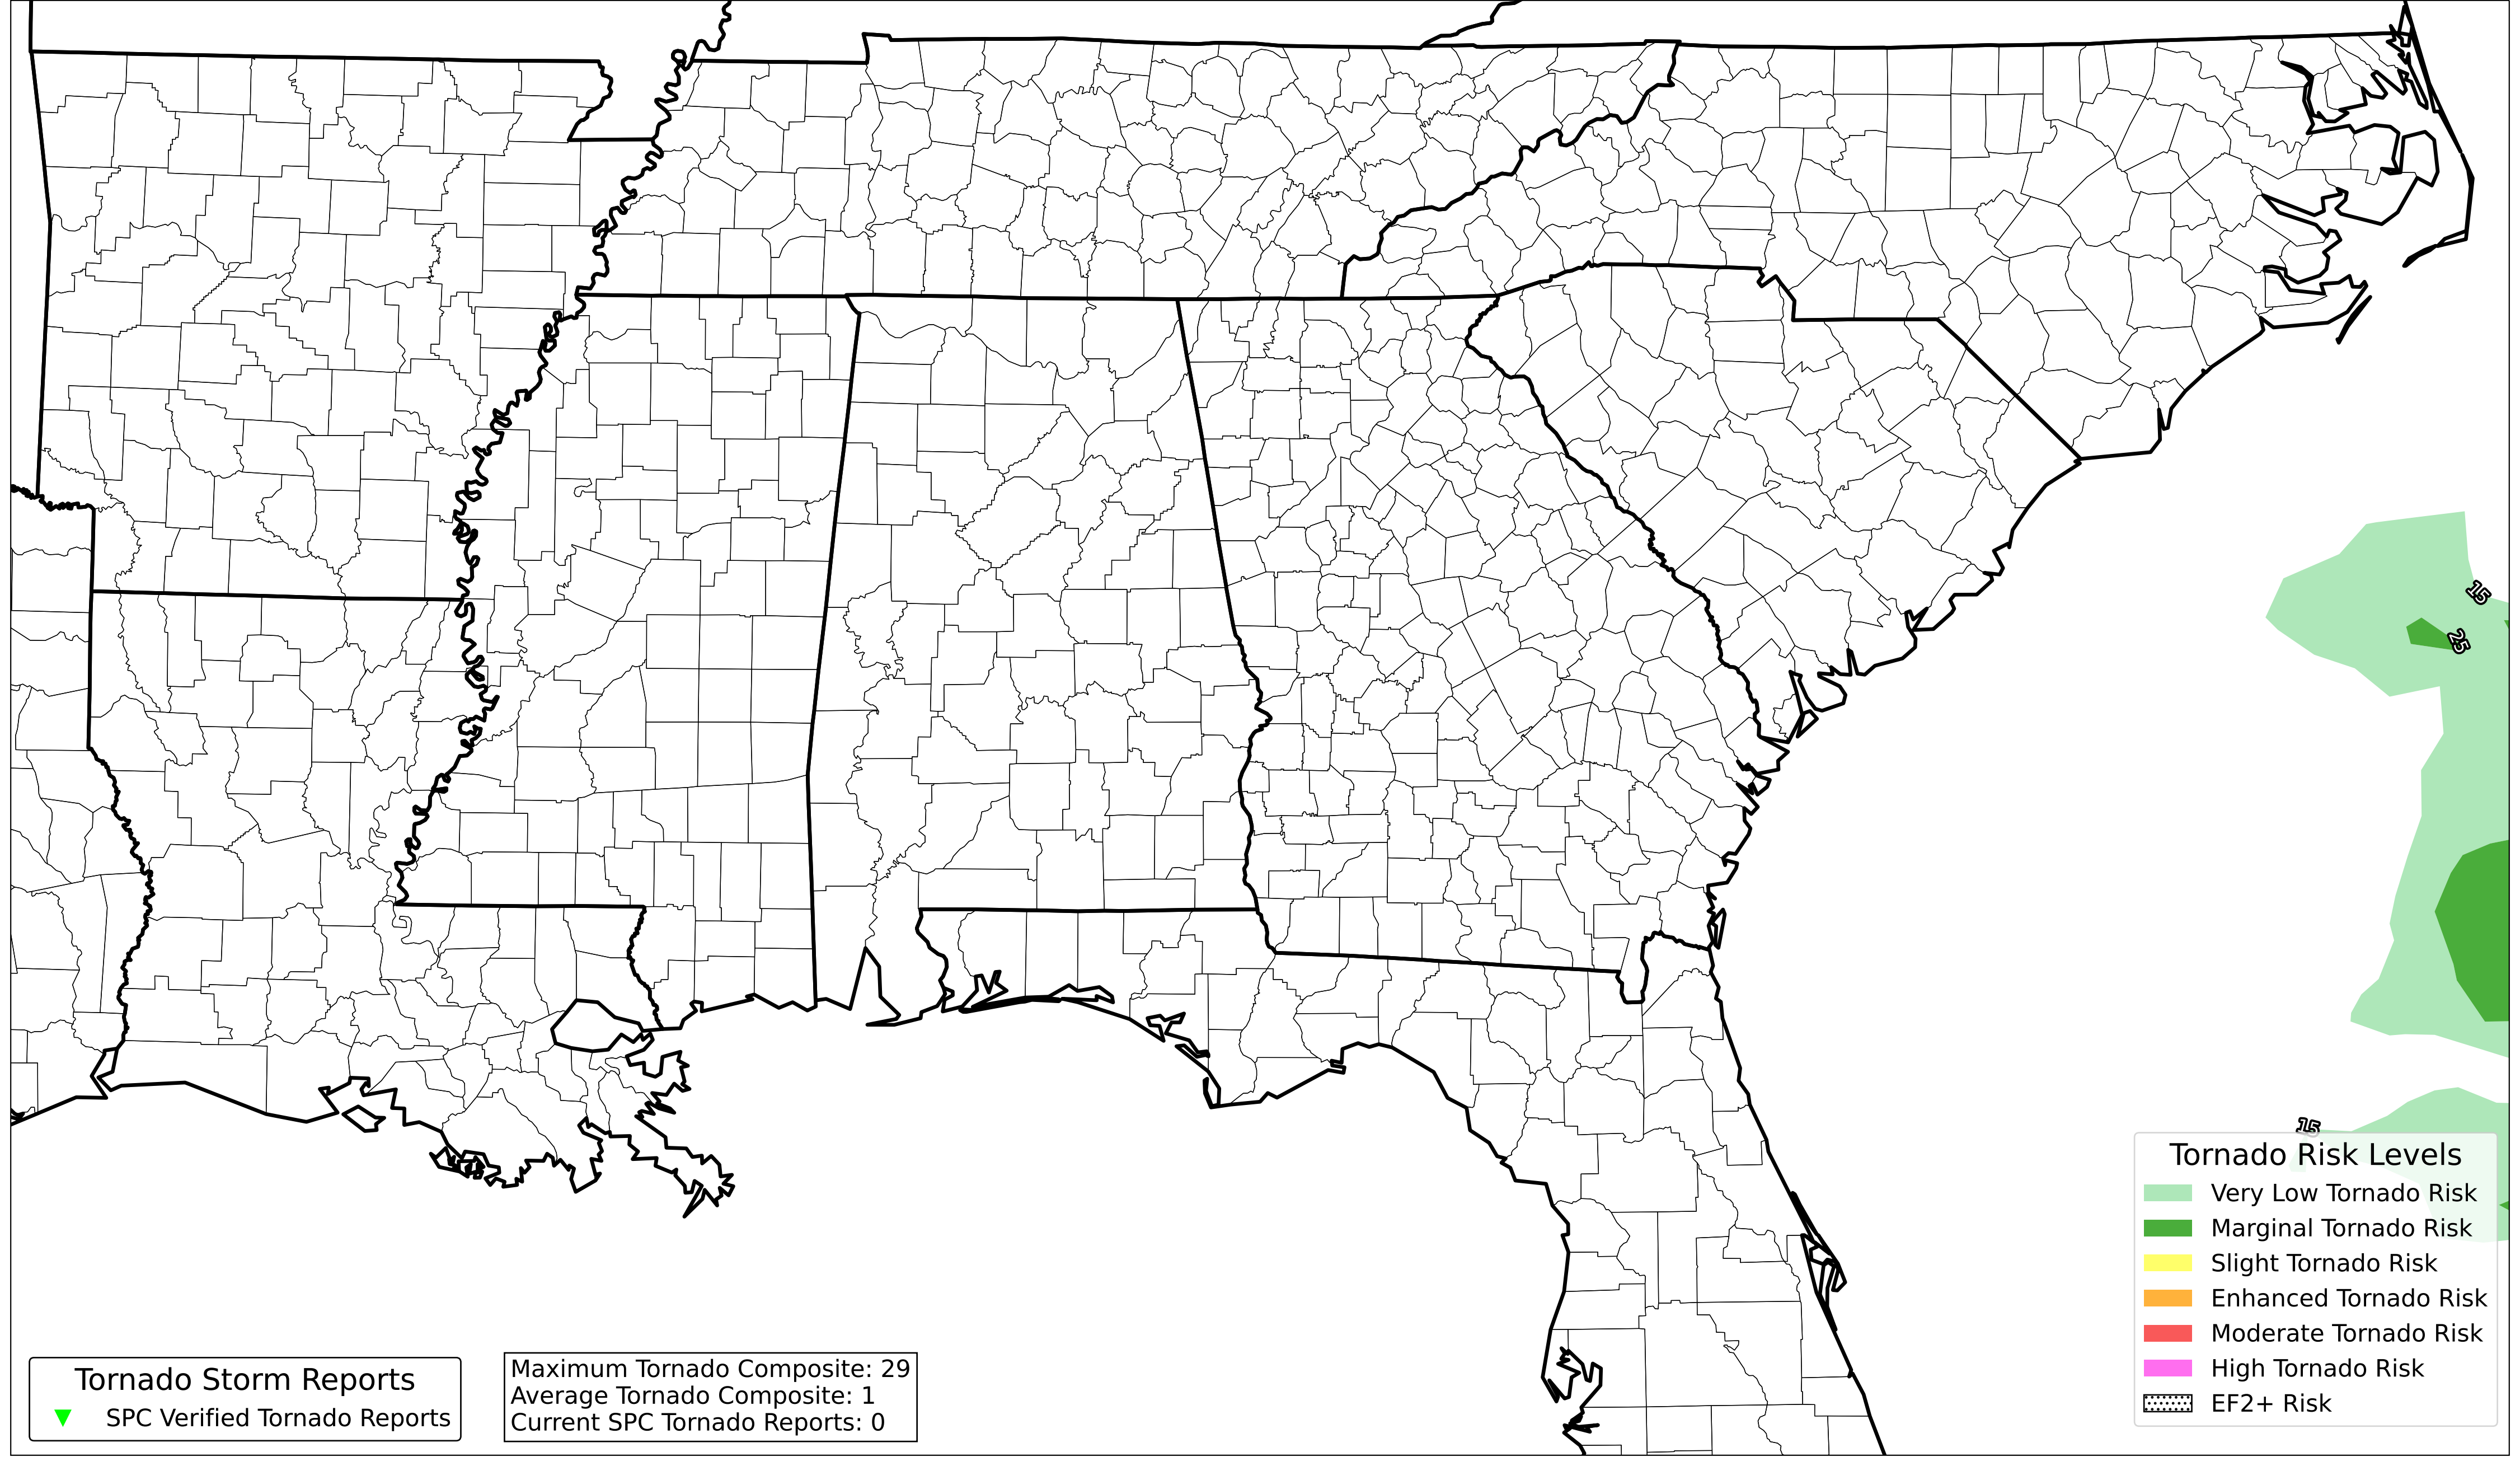 15
25
15
Tornado Risk Levels
Very Low Tornado Risk
Marginal Tornado Risk
Slight Tornado Risk
Enhanced Tornado Risk
Moderate Tornado Risk
High Tornado Risk
EF2+ Risk
Tornado Storm Reports
SPC Verified Tornado Reports
Maximum Tornado Composite: 29
Average Tornado Composite: 1
Current SPC Tornado Reports: 0